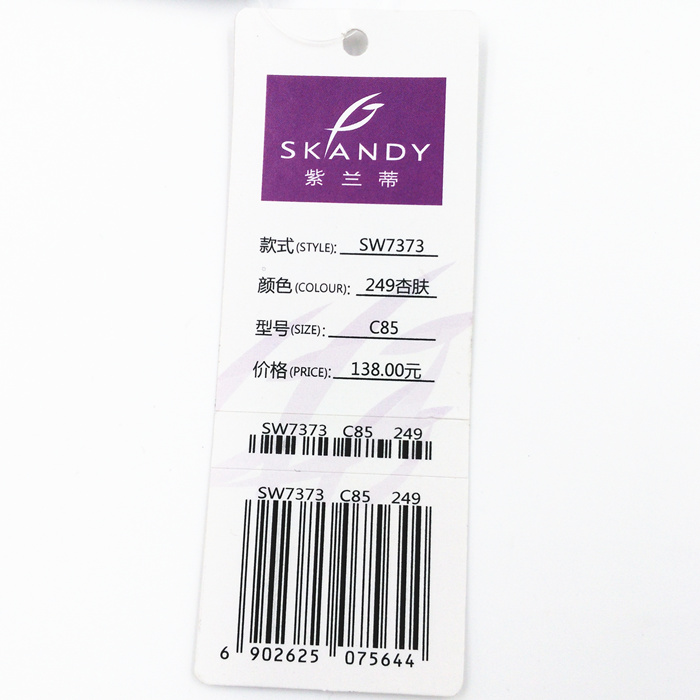 SKANDY
紫兰蒂
款式(STYLE): SW7373
颜色(COLOUR): 249杏肤
型号(SIZE): C85
价格(PRICE): 138.00元
SW7373 C85 249
SW7373 C85 249
6 902625 075644